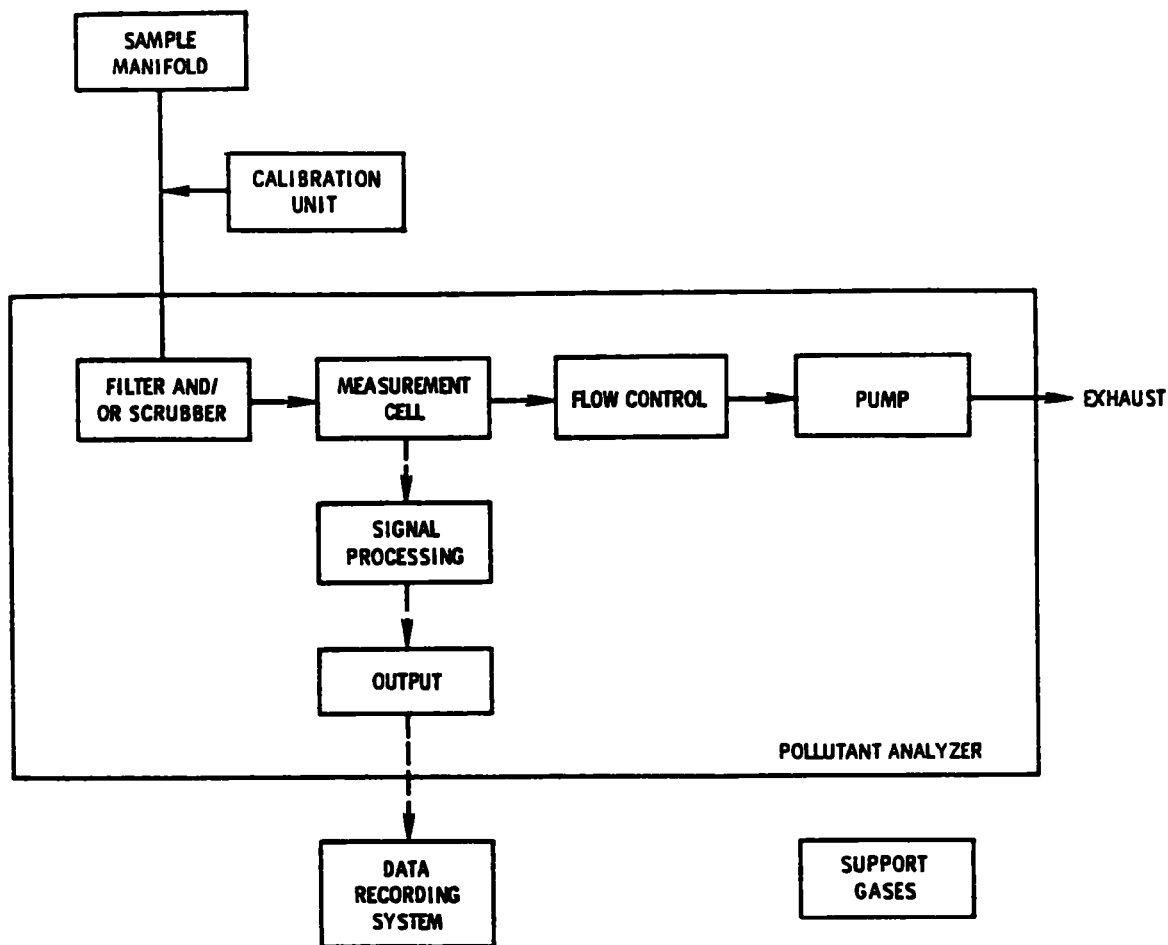 SAMPLE
MANIFOLD
CALIBRATION
UNIT
FILTER AND/
OR SCRUBBER
MEASUREMENT
CELL
FLOW CONTROL
PUMP
EXHAUST
SIGNAL
PROCESSING
OUTPUT
POLLUTANT ANALYZER
DATA
RECORDING
SYSTEM
SUPPORT
GASES